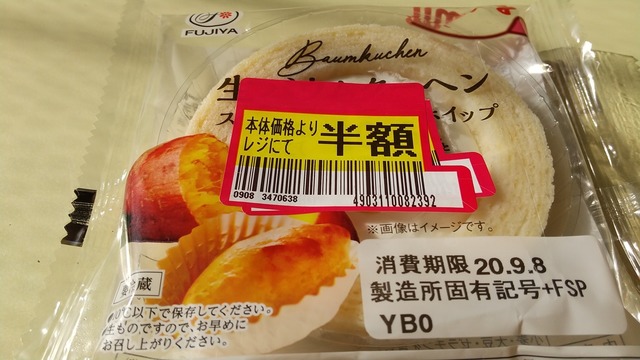 FUJIYA
Baumkuchen
生
ヘン
ス
イップ
本体価格より
レジにて
半額
0908 3470638
4903110082392
※画像はイメージです。
蔵
℃以下で保存してください。
生ものですので、お早めに
お召し上がりください。
消費期限 20.9.8
製造所固有記号+FSP
YB0